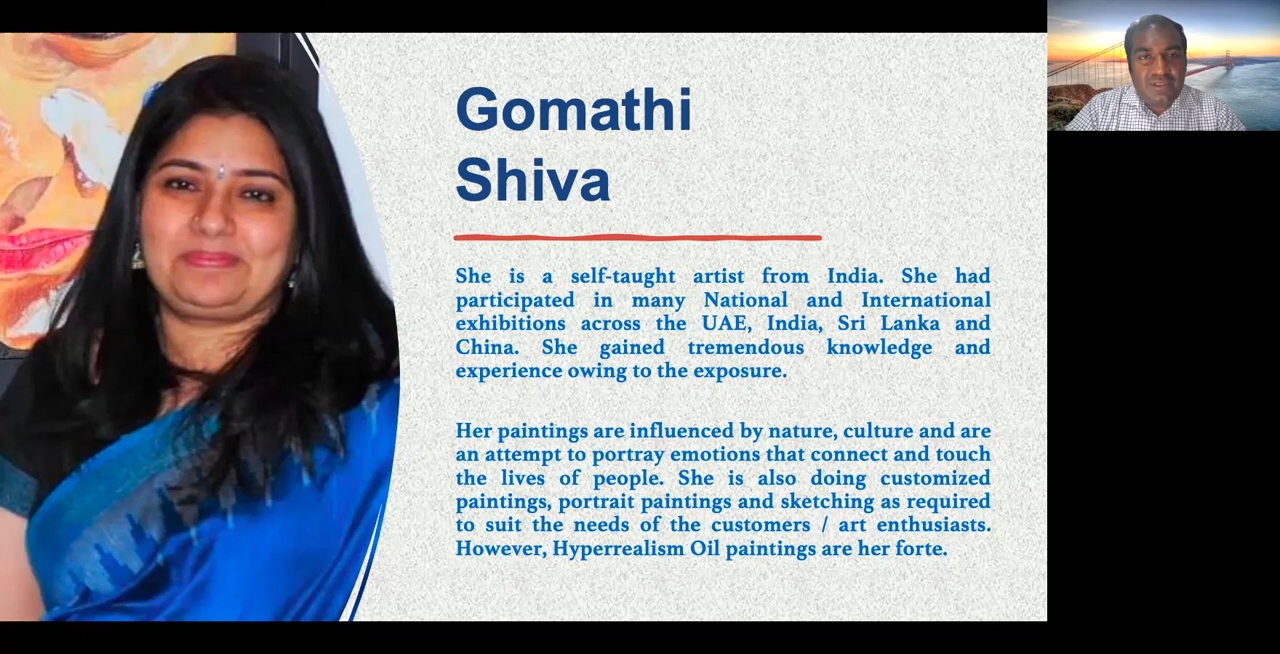 Gomathi
Shiva
She is a self-taught artist from India. She had
participated in many National and International
exhibitions across the UAE, India, Sri Lanka and
China. She gained tremendous knowledge and
experience owing to the exposure.
Her paintings are influenced by nature, culture and are
an attempt to portray emotions that connect and touch
the lives of people. She is also doing customized
paintings, portrait paintings and sketching as required
to suit the needs of the customers / art enthusiasts.
However, Hyperrealism Oil paintings are her forte.